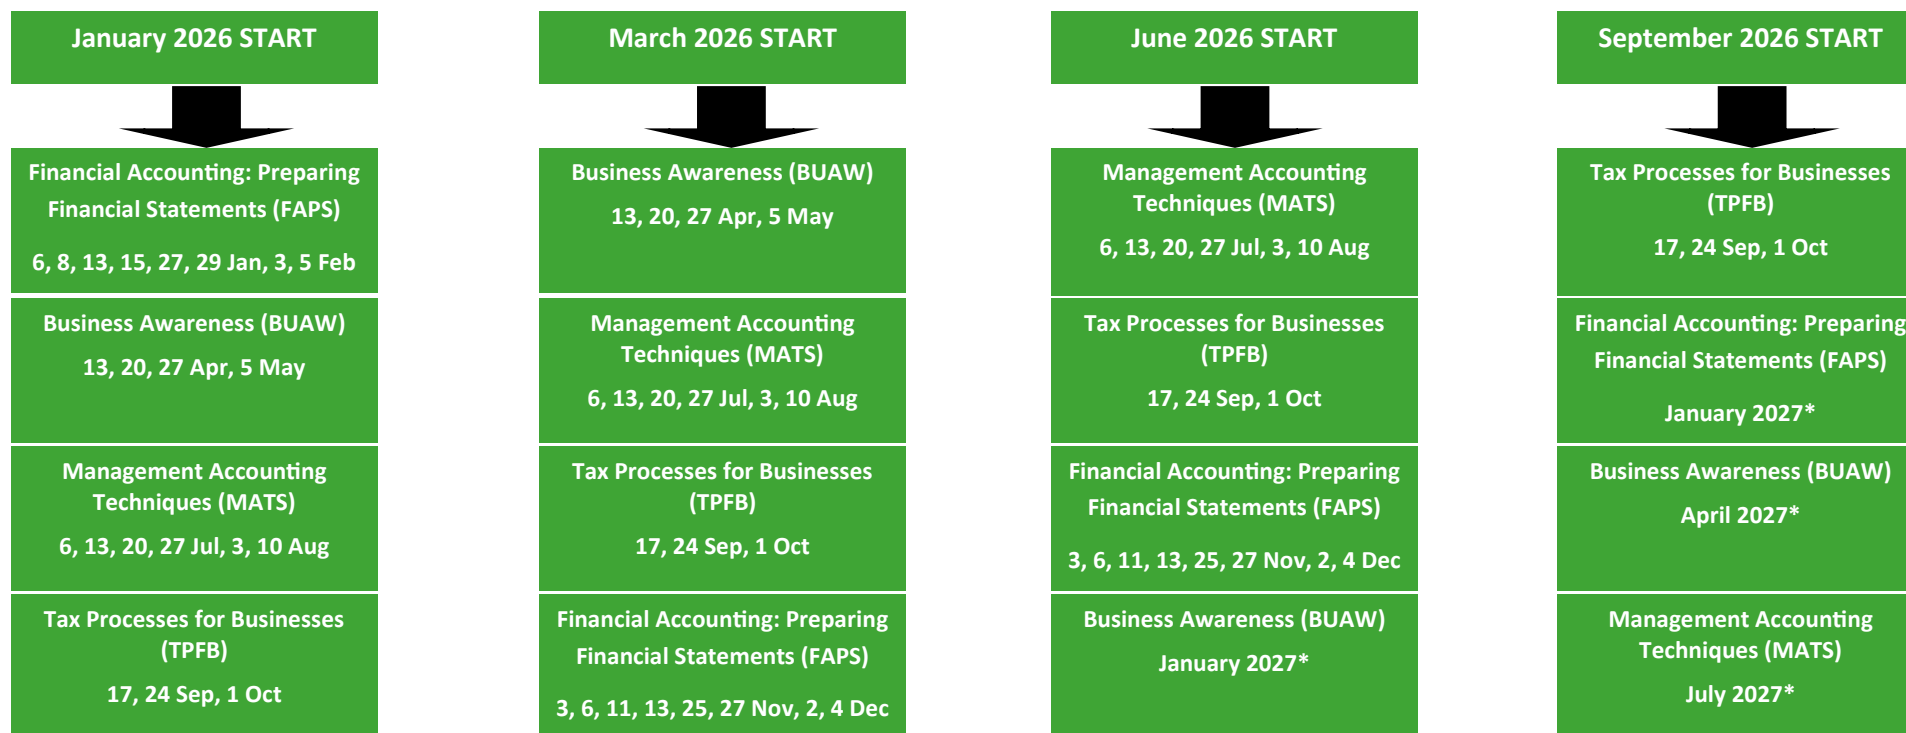 January 2026 START
Financial Accounting: Preparing
Financial Statements (FAPS)
6, 8, 13, 15, 27, 29 Jan, 3, 5 Feb
Business Awareness (BUAW)
13, 20, 27 Apr, 5 May
Management Accounting
Techniques (MATS)
6, 13, 20, 27 Jul, 3, 10 Aug
Tax Processes for Businesses
(TPFB)
17, 24 Sep, 1 Oct
March 2026 START
Business Awareness (BUAW)
13, 20, 27 Apr, 5 May
Management Accounting
Techniques (MATS)
6, 13, 20, 27 Jul, 3, 10 Aug
Tax Processes for Businesses
(TPFB)
17, 24 Sep, 1 Oct
Financial Accounting: Preparing
Financial Statements (FAPS)
3, 6, 11, 13, 25, 27 Nov, 2, 4 Dec
June 2026 START
Management Accounting
Techniques (MATS)
6, 13, 20, 27 Jul, 3, 10 Aug
Tax Processes for Businesses
(TPFB)
17, 24 Sep, 1 Oct
Financial Accounting: Preparing
Financial Statements (FAPS)
3, 6, 11, 13, 25, 27 Nov, 2, 4 Dec
Business Awareness (BUAW)
January 2027*
September 2026 START
Tax Processes for Businesses
(TPFB)
17, 24 Sep, 1 Oct
Financial Accounting: Preparing
Financial Statements (FAPS)
January 2027*
Business Awareness (BUAW)
April 2027*
Management Accounting
Techniques (MATS)
July 2027*